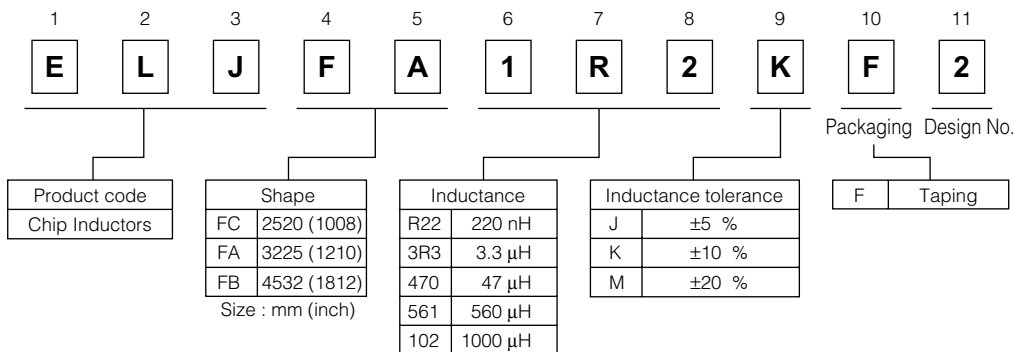 1 2 3 4 5 6 7 8 9 10 11
E L J F A 1 R 2 K F 2
Packaging Design No.
Product code
Chip Inductors
Shape
FC 2520 (1008)
FA 3225 (1210)
FB 4532 (1812)
Size : mm (inch)
Inductance
R22 220 nH
3R3 3.3 μH
470 47 μH
561 560 μH
102 1000 μH
Inductance tolerance
J ±5 %
K ±10 %
M ±20 %
F Taping